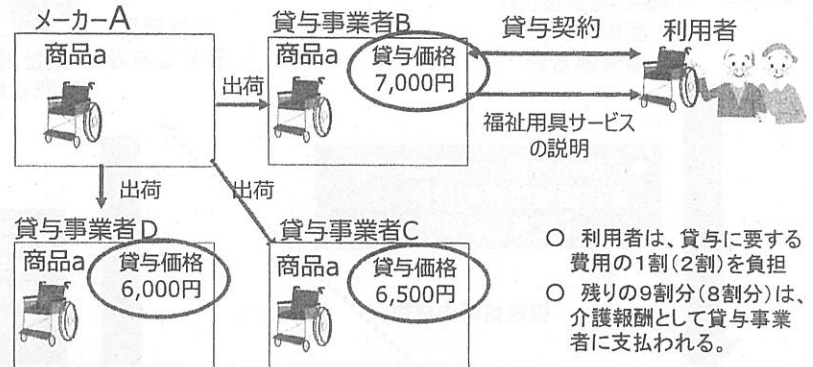 メーカーA
商品a
出荷
出荷
出荷
貸与事業者B
商品a
貸与価格
7,000円
貸与契約
利用者
福祉用具サービス
の説明
貸与事業者D
商品a
貸与価格
6,000円
貸与事業者C
商品a
貸与価格
6,500円
○ 利用者は、貸与に要する
費用の1割(2割)を負担
○ 残りの9割分(8割分)は、
介護報酬として貸与事業
者に支払われる。